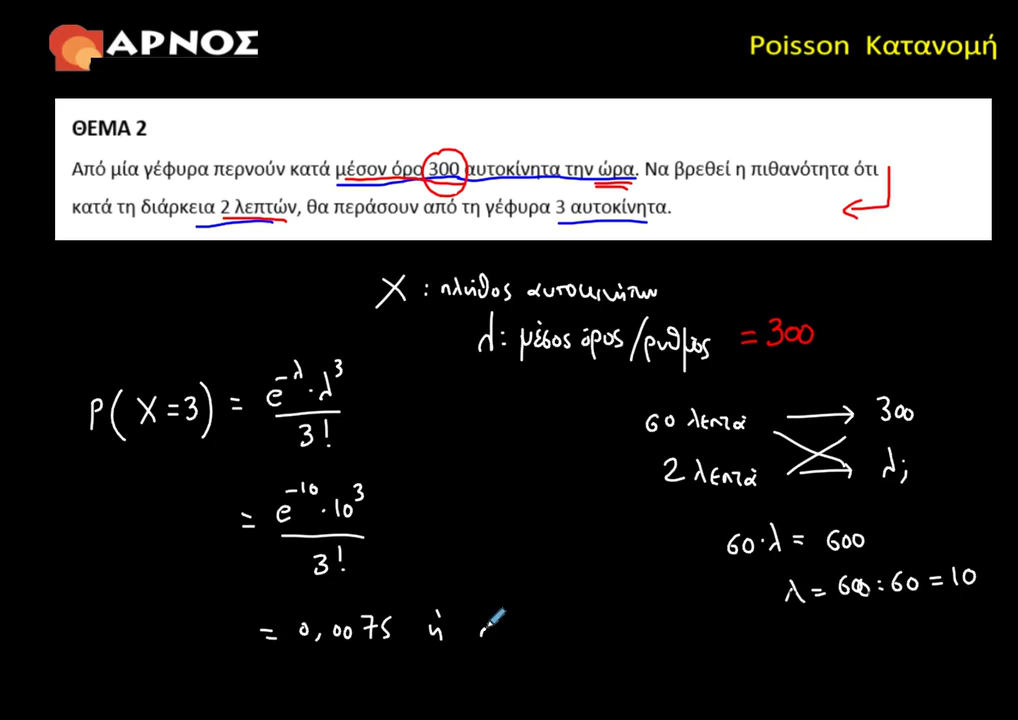 ΑΡΝΟΣ
Poisson Κατανομή
ΘΕΜΑ 2
Από μία γέφυρα περνούν κατά μέσον όρο 300 αυτοκίνητα την ώρα. Να βρεθεί η πιθανότητα ότι
κατά τη διάρκεια 2 λεπτών, θα περάσουν από τη γέφυρα 3 αυτοκίνητα.
X : πλήθος αυτοκινήτων
λ: μέσος όρος/ρυθμός = 300
P( X=3) = e^-λ · λ^3 / 3!
60 λεπτά → 300
2 λεπτά → λ;
= e^-10 · 10^3 / 3!
60·λ = 600
λ = 600 : 60 = 10
= 0,0075 ή